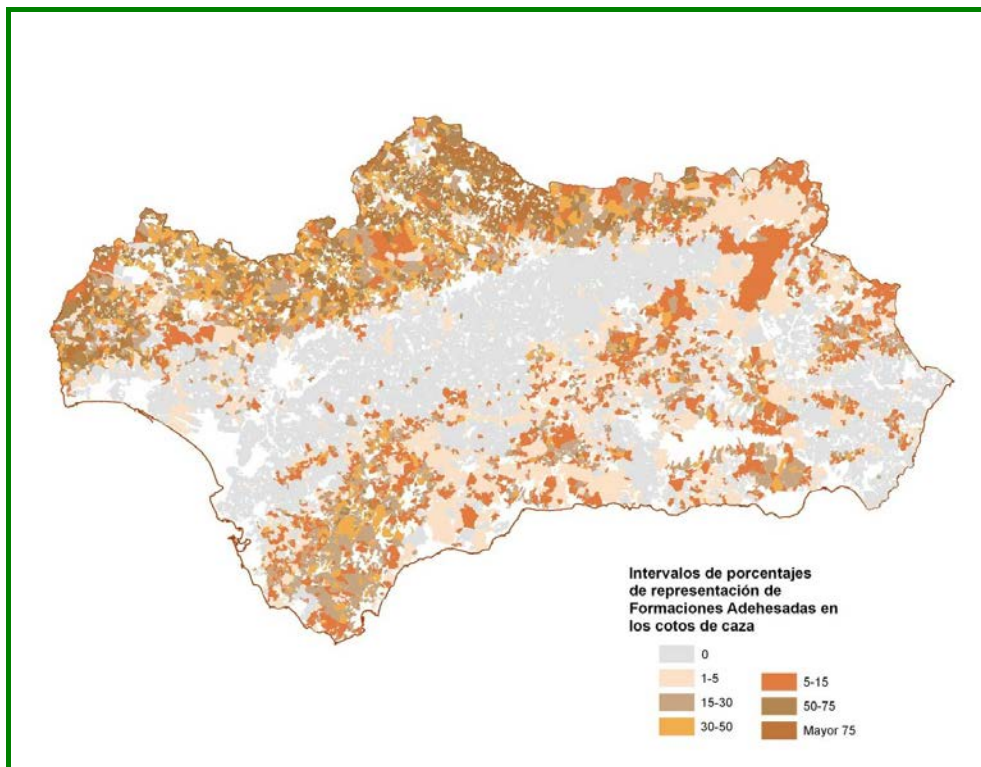 Intervalos de porcentajes
de representación de
Formaciones Adehesadas en
los cotos de caza
0
1-5
15-30
30-50
5-15
50-75
Mayor 75